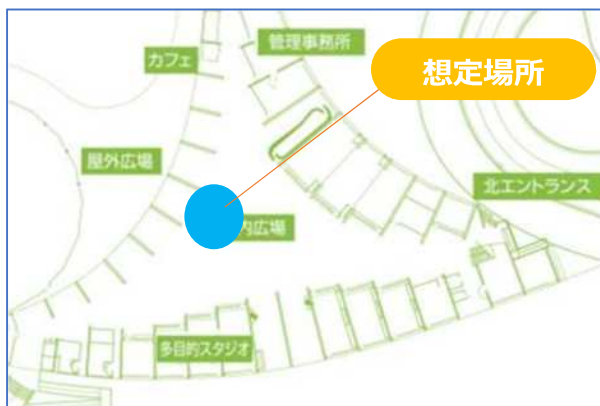 管理事務所
カフェ
想定場所
屋外広場
北エントランス
内広場
多目的スタジオ